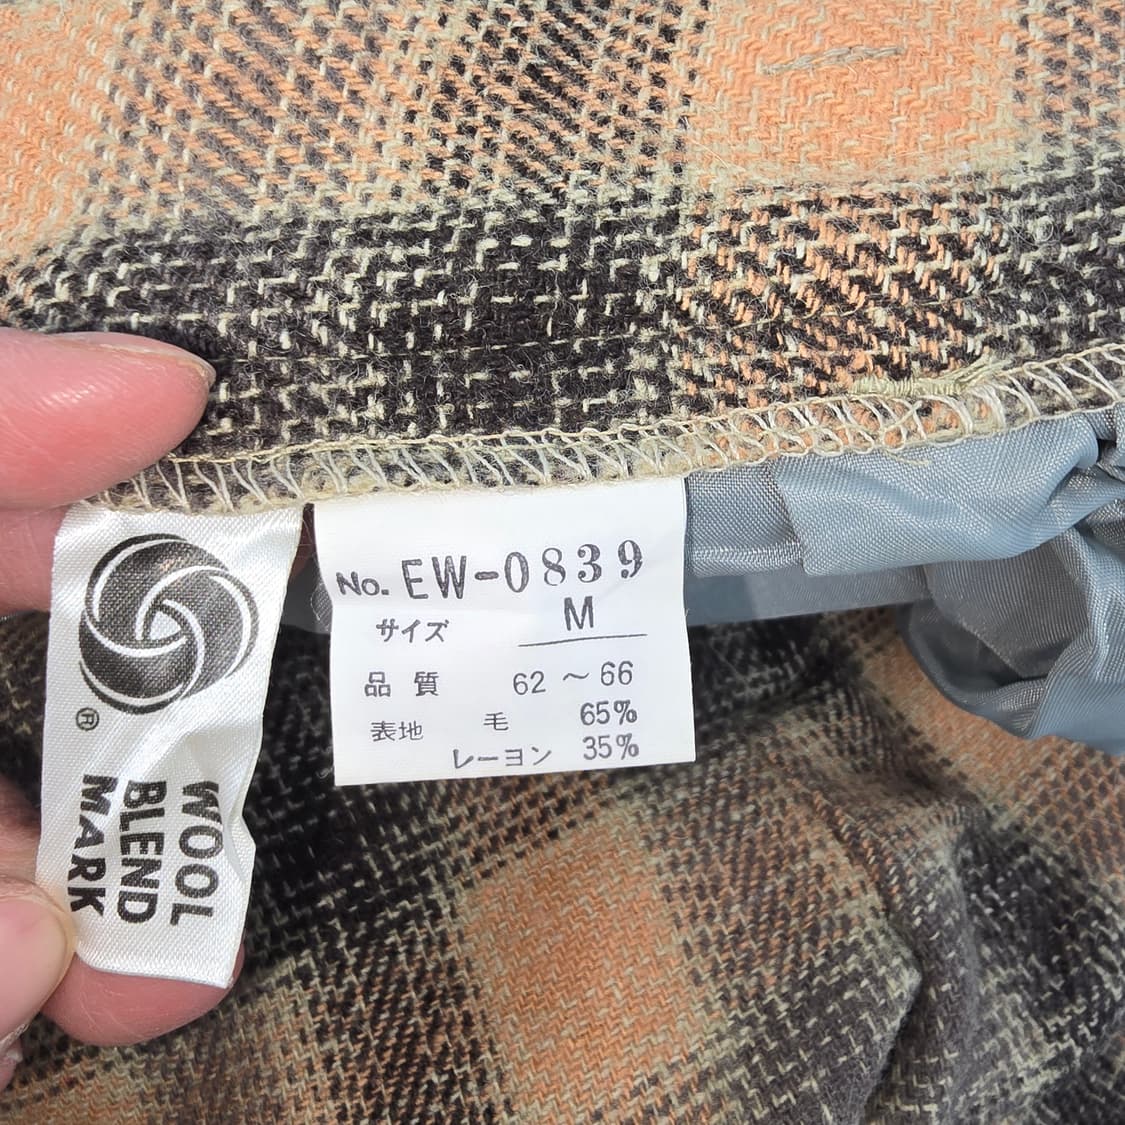 No. EW-0839
サイズ M
品質 62～66
表地 毛 65%
レーヨン 35%
®
WOOL
BLEND
MARK